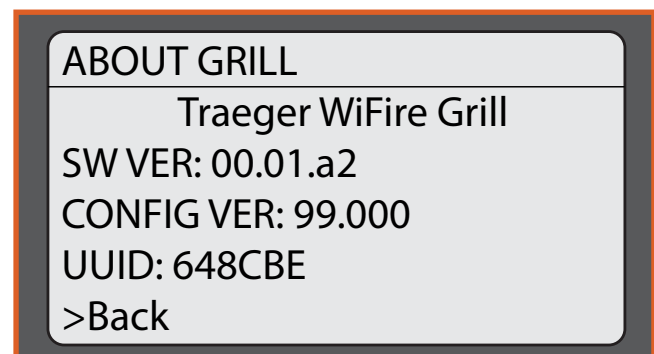 ABOUT GRILL
Traeger WiFire Grill
SW VER: 00.01.a2
CONFIG VER: 99.000
UUID: 648CBE
>Back